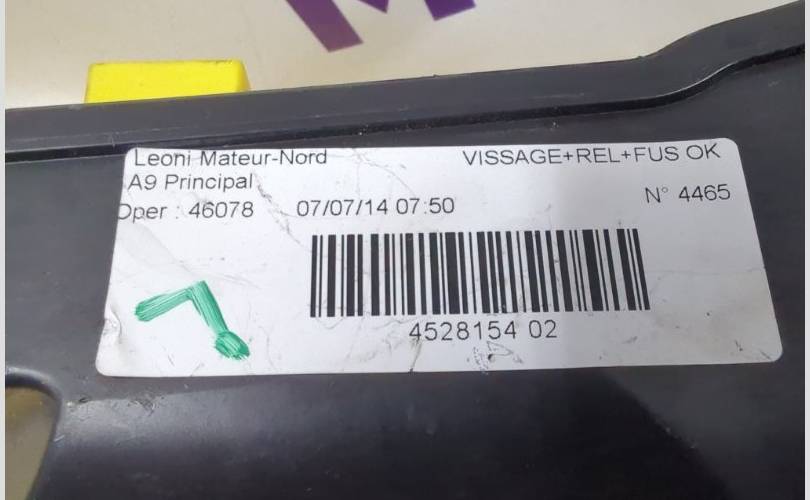 Leoni Mateur-Nord VISSAGE+REL+FUS OK
A9 Principal N° 4465
Oper : 46078 07/07/14 07:50
4528154 02